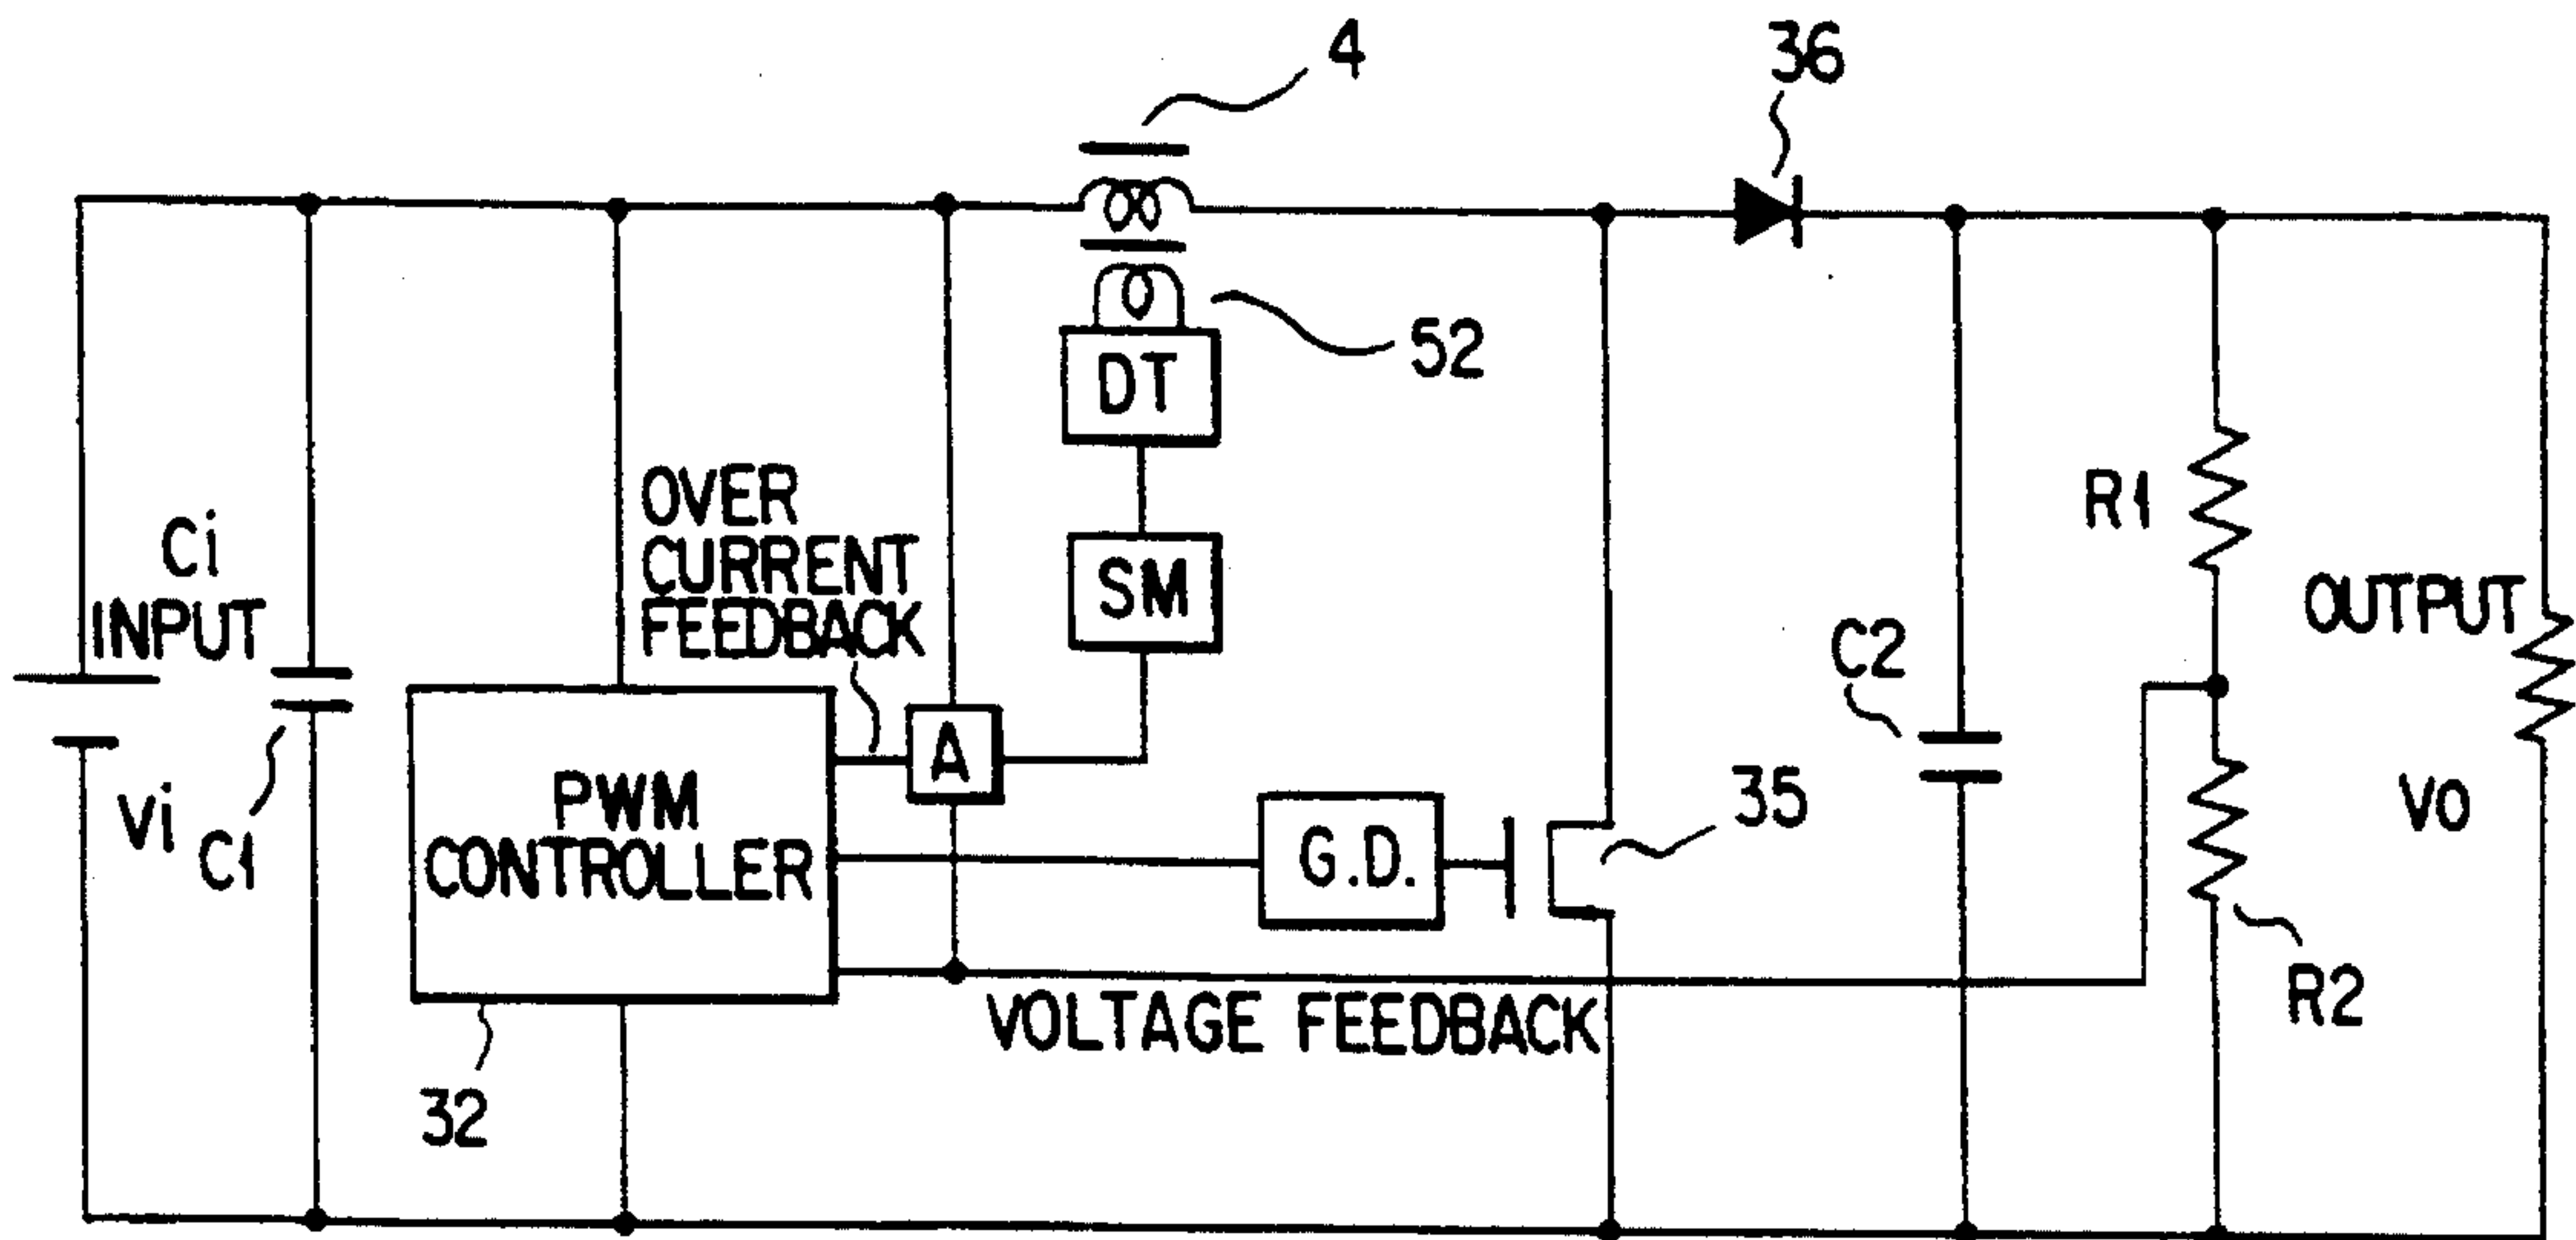 4
36
52
DT
OVER
CURRENT
FEEDBACK
SM
Ci
INPUT
Vi
C1
A
PWM
CONTROLLER
G.D.
35
C2
R1
R2
OUTPUT
Vo
VOLTAGE FEEDBACK
32